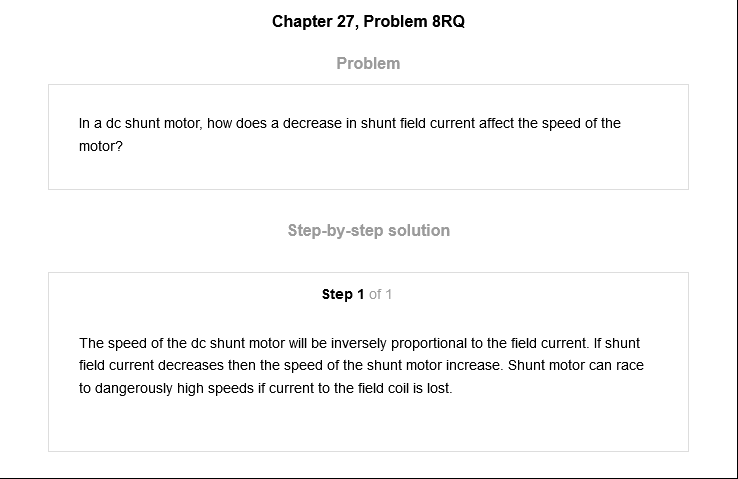 Chapter 27, Problem 8RQ
Problem
In a dc shunt motor, how does a decrease in shunt field current affect the speed of the
motor?
Step-by-step solution
Step 1 of 1
The speed of the dc shunt motor will be inversely proportional to the field current. If shunt
field current decreases then the speed of the shunt motor increase. Shunt motor can race
to dangerously high speeds if current to the field coil is lost.